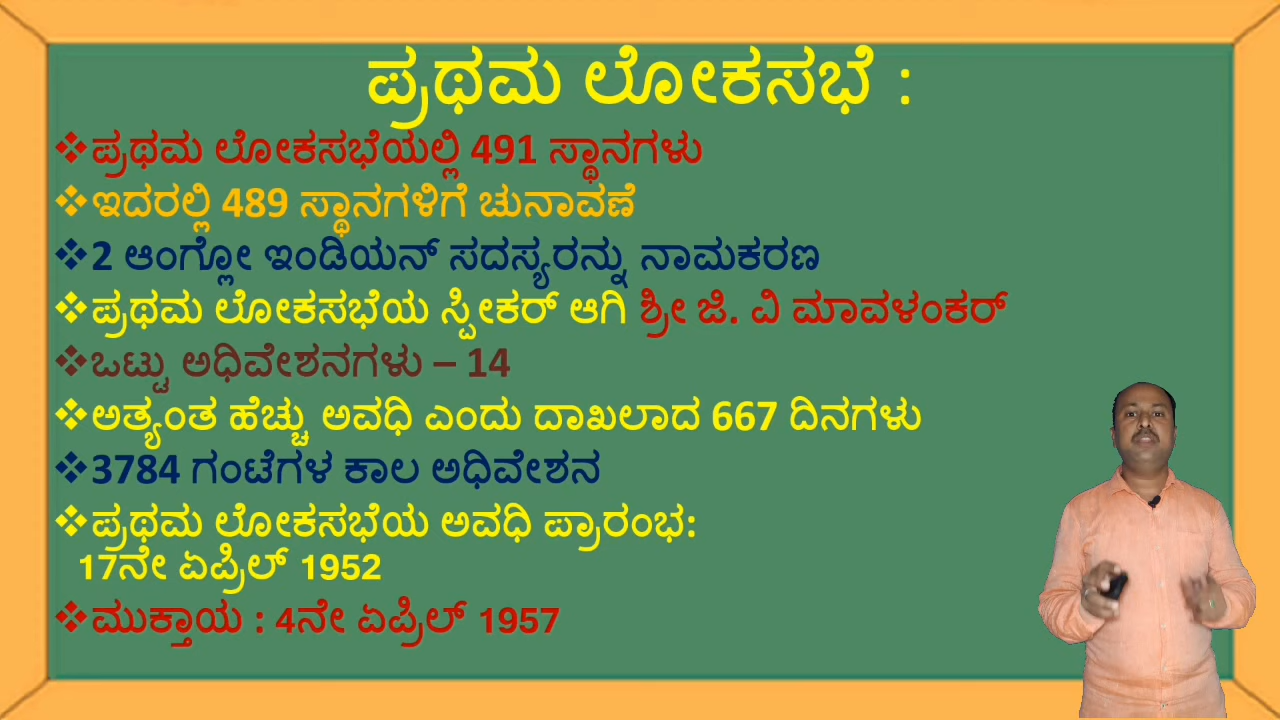 ಪ್ರಥಮ ಲೋಕಸಭೆ :
❖ಪ್ರಥಮ ಲೋಕಸಭೆಯಲ್ಲಿ 491 ಸ್ಥಾನಗಳು
❖ಇದರಲ್ಲಿ 489 ಸ್ಥಾನಗಳಿಗೆ ಚುನಾವಣೆ
❖2 ಆಂಗ್ಲೋ ಇಂಡಿಯನ್ ಸದಸ್ಯರನ್ನು ನಾಮಕರಣ
❖ಪ್ರಥಮ ಲೋಕಸಭೆಯ ಸ್ಪೀಕರ್ ಆಗಿ ಶ್ರೀ ಜಿ. ವಿ ಮಾವಳಂಕರ್
❖ಒಟ್ಟು ಅಧಿವೇಶನಗಳು – 14
❖ಅತ್ಯಂತ ಹೆಚ್ಚು ಅವಧಿ ಎಂದು ದಾಖಲಾದ 667 ದಿನಗಳು
❖3784 ಗಂಟೆಗಳ ಕಾಲ ಅಧಿವೇಶನ
❖ಪ್ರಥಮ ಲೋಕಸಭೆಯ ಅವಧಿ ಪ್ರಾರಂಭ:
17ನೇ ಏಪ್ರಿಲ್ 1952
❖ಮುಕ್ತಾಯ : 4ನೇ ಏಪ್ರಿಲ್ 1957